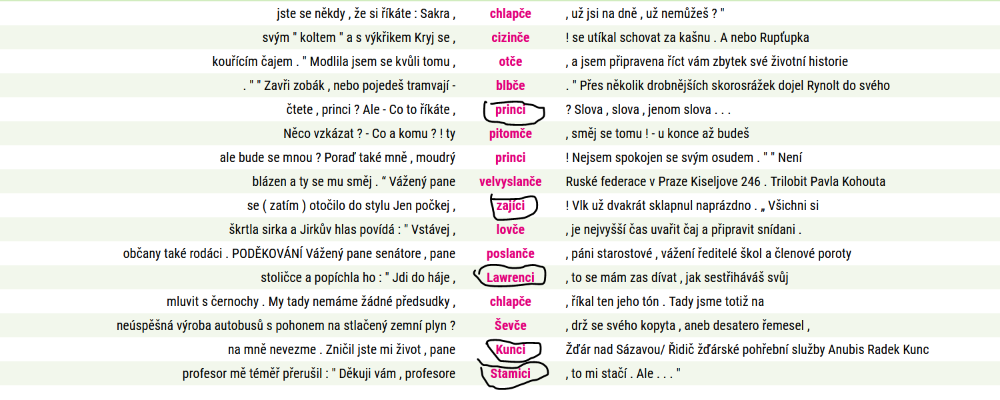 jste se někdy , že si říkáte : Sakra , chlapče , už jsi na dně , už nemůžeš ? "
svým " koltem " a s výkřikem Kryj se , cizinče ! se utíkal schovat za kašnu . A nebo Rupťupka
kouřícím čajem . " Modlila jsem se kvůli tomu , otče , a jsem připravena říct vám zbytek své životní historie
. " " Zavři zobák , nebo pojedeš tramvají - blbče . " Přes několik drobnějších skorosrážek dojel Rynolt do svého
čtete , princi ? Ale - Co to říkáte , princi ? Slova , slova , jenom slova . . .
Něco vzkázat ? - Co a komu ? ! ty pitomče , směj se tomu ! - u konce až budeš
ale bude se mnou ? Poraď také mně , moudrý princi ! Nejsem spokojen se svým osudem . " " Není
blázen a ty se mu směj . “ Vážený pane velvyslanče Ruské federace v Praze Kiseljove 246 . Trilobit Pavla Kohouta
se ( zatím ) otočilo do stylu Jen počkej , zajíci ! Vlk už dvakrát sklapnul naprázdno . „ Všichni si
škrtla sirka a Jirkův hlas povídá : " Vstávej , lovče , je nejvyšší čas uvařit čaj a připravit snídani .
občany také rodáci . PODĚKOVÁNÍ Vážený pane senátore , pane poslanče , páni starostové , vážení ředitelé škol a členové poroty
stoličce a popíchla ho : " Jdi do háje , Lawrenci , to se mám zas dívat , jak sestřiháváš svůj
mluvit s černochy . My tady nemáme žádné předsudky , chlapče , říkal ten jeho tón . Tady jsme totiž na
neúspěšná výroba autobusů s pohonem na stlačený zemní plyn ? Ševče , drž se svého kopyta , aneb desatero řemesel ,
na mně nevezme . Zničil jste mi život , pane Kunci Žďár nad Sázavou/ Řidič žďárské pohřební služby Anubis Radek Kunc
profesor mě téměř přerušil : " Děkuji vám , profesore Stamici , to mi stačí . Ale . . . "